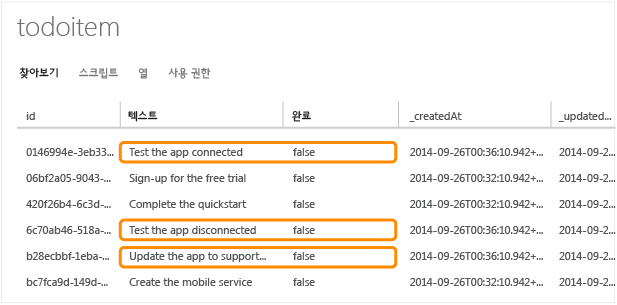 todoitem
찾아보기 스크립트 열 사용 권한
id 텍스트 완료 _createdAt _updated...
0146994e-3eb33... Test the app connected false 2014-09-26T00:36:10.942+... 2014-09-2...
06bf2a05-9043-... Sign-up for the free trial false 2014-09-26T00:32:10.942+... 2014-09-2...
420f26b4-6c3d-... Complete the quickstart false 2014-09-26T00:32:10.942+... 2014-09-2...
6c70ab46-518a-... Test the app disconnected false 2014-09-26T00:36:10.942+... 2014-09-2...
b28ecbbf-1eba-... Update the app to support... false 2014-09-26T00:36:10.942+... 2014-09-2...
bc7fca9d-149d-... Create the mobile service false 2014-09-26T00:32:10.942+... 2014-09-2...